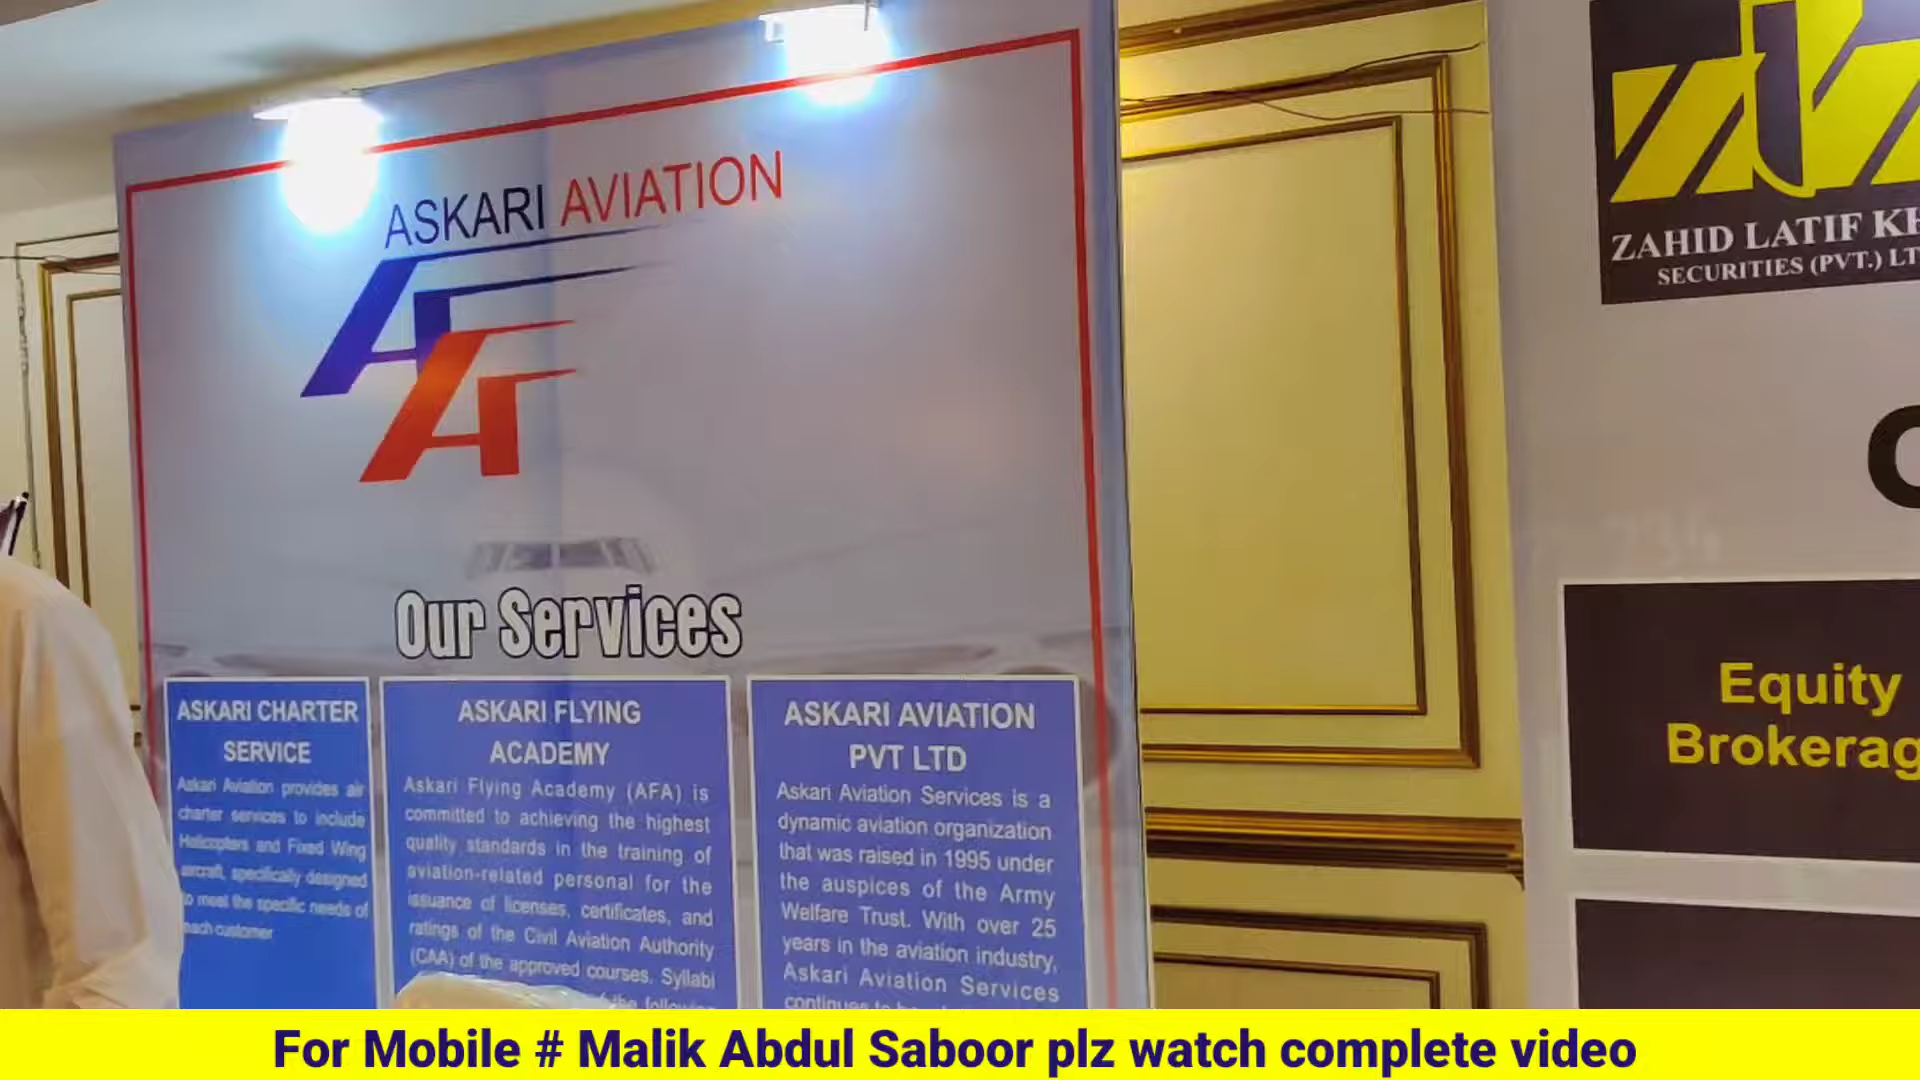 ASKARI AVIATION
Our Services
ASKARI CHARTER
SERVICE
Askari Aviation provides air
charter services to include
Helicopters and Fixed Wing
aircraft, specifically designed
to meet the specific needs of
each customer
ASKARI FLYING
ACADEMY
Askari Flying Academy (AFA) is
committed to achieving the highest
quality standards in the training of
aviation-related personal for the
issuance of licenses, certificates, and
ratings of the Civil Aviation Authority
(CAA) of the approved courses. Syllabi
the following
ASKARI AVIATION
PVT LTD
Askari Aviation Services is a
dynamic aviation organization
that was raised in 1995 under
the auspices of the Army
Welfare Trust. With over 25
years in the aviation industry,
Askari Aviation Services
continues to
ZAHID LATIF KH
SECURITIES (PVT.) LT
Equity
Brokerag
For Mobile # Malik Abdul Saboor plz watch complete video